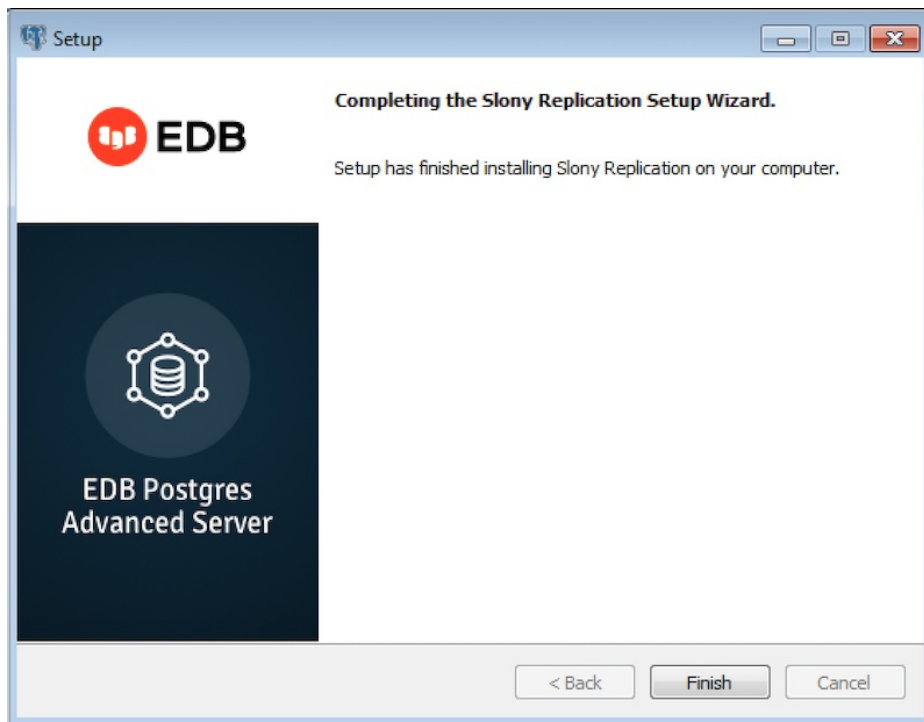 Setup
EDB
Completing the Slony Replication Setup Wizard.
Setup has finished installing Slony Replication on your computer.
EDB Postgres
Advanced Server
< Back
Finish
Cancel